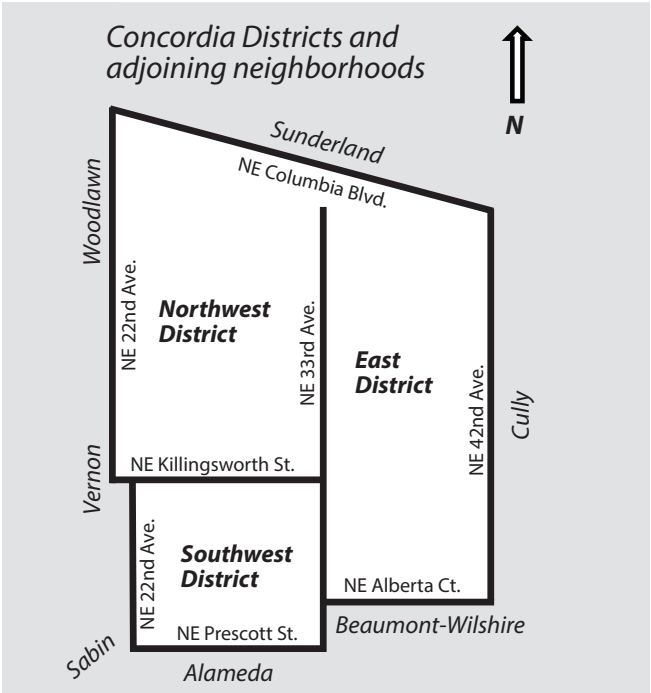 Concordia Districts and
adjoining neighborhoods
N
Sunderland
NE Columbia Blvd.
Woodlawn
NE 22nd Ave.
Northwest
District
NE 33rd Ave.
East
District
NE 42nd Ave.
Cully
Vernon
NE Killingsworth St.
NE 22nd Ave.
Southwest
District
NE Alberta Ct.
NE Prescott St.
Beaumont-Wilshire
Sabin
Alameda